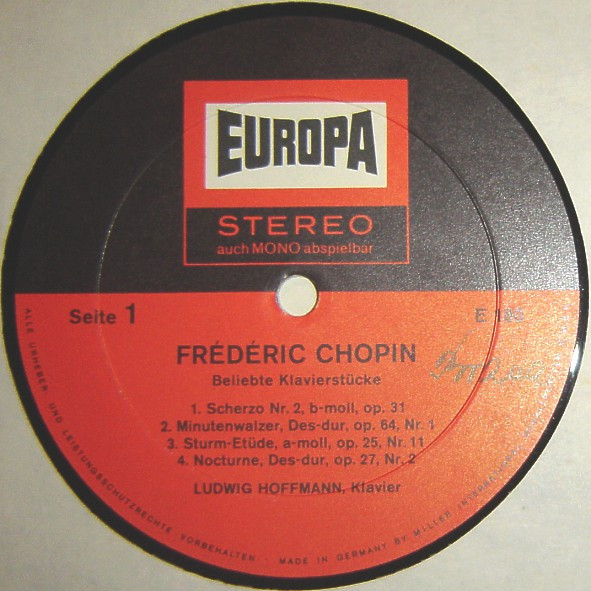 EUROPA
STEREO
auch MONO abspielbar
Seite 1
E
FRÉDÉRIC CHOPIN
Beliebte Klavierstücke
1. Scherzo Nr. 2, b-moll, op. 31
2. Minutenwalzer, Des-dur, op. 64, Nr. 1
3. Sturm-Etüde, a-moll, op. 25, Nr. 11
4. Nocturne, Des-dur, op. 27, Nr. 2
LUDWIG HOFFMANN, Klavier
ALLE URHEBER UND LEISTUNGSSCHUTZRECHTE VORBEHALTEN · MADE IN GERMANY BY MILLER INTERNATIONAL